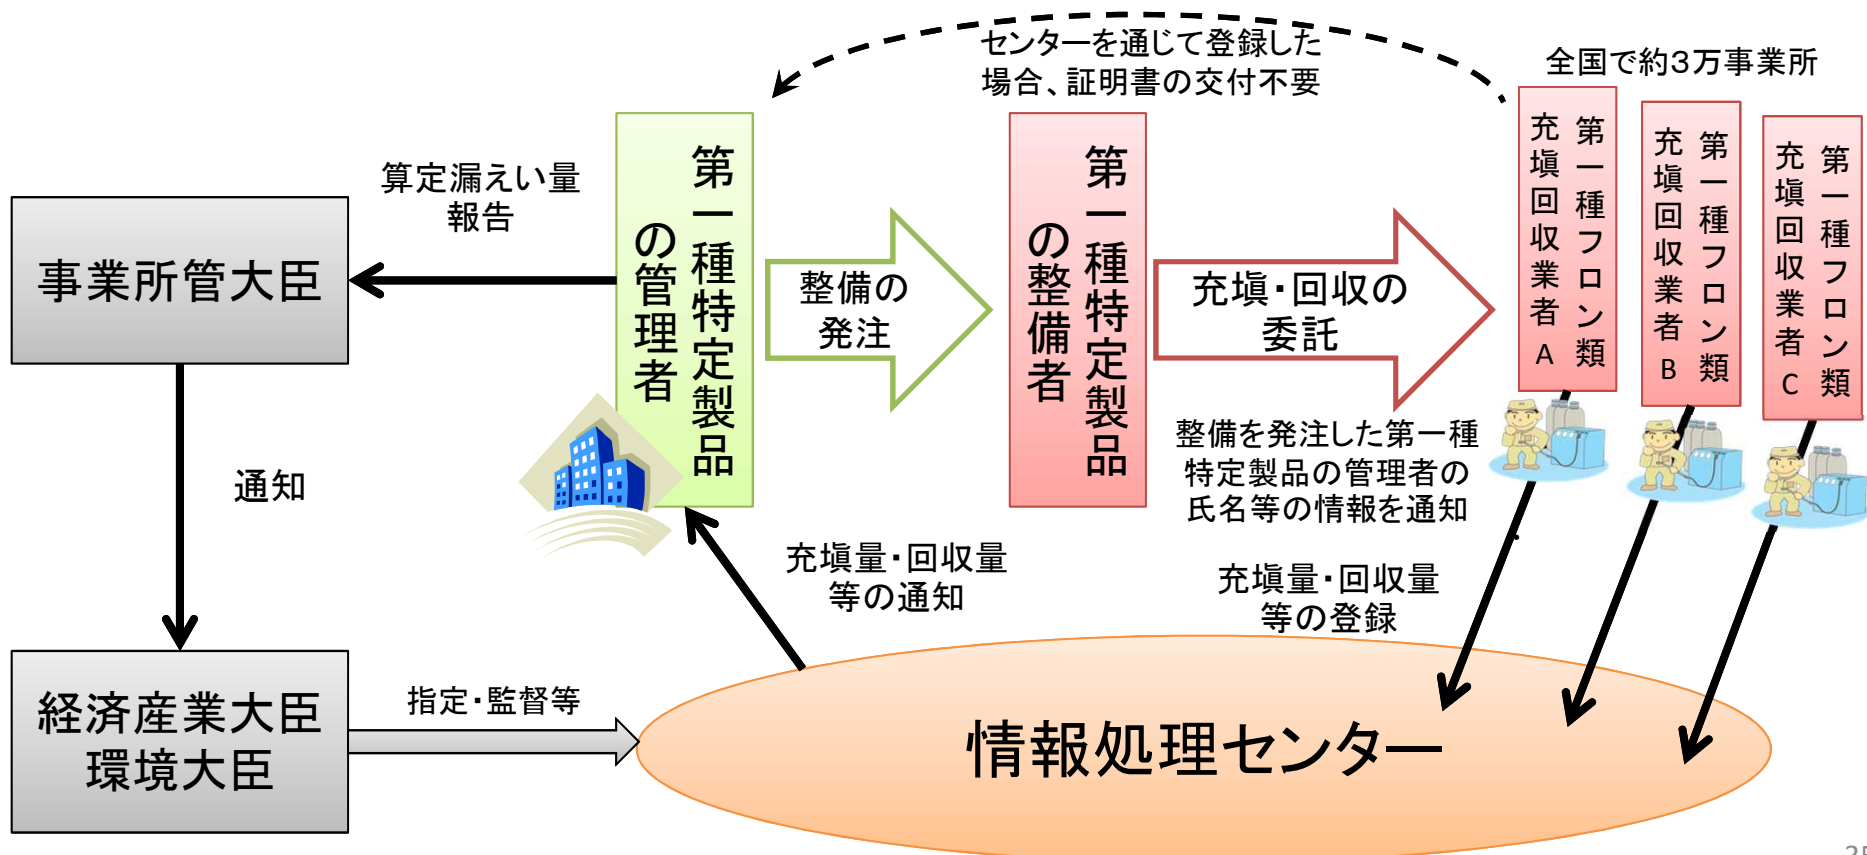 センターを通じて登録した
場合、証明書の交付不要
全国で約3万事業所
算定漏えい量
報告
事業所管大臣
第一種特定製品
の管理者
整備の
発注
第一種特定製品
の整備者
充塡・回収の
委託
第一種フロン類
充塡回収業者A
第一種フロン類
充塡回収業者B
第一種フロン類
充塡回収業者C
整備を発注した第一種
特定製品の管理者の
氏名等の情報を通知
通知
充塡量・回収量
等の通知
充塡量・回収量
等の登録
経済産業大臣
環境大臣
指定・監督等
情報処理センター